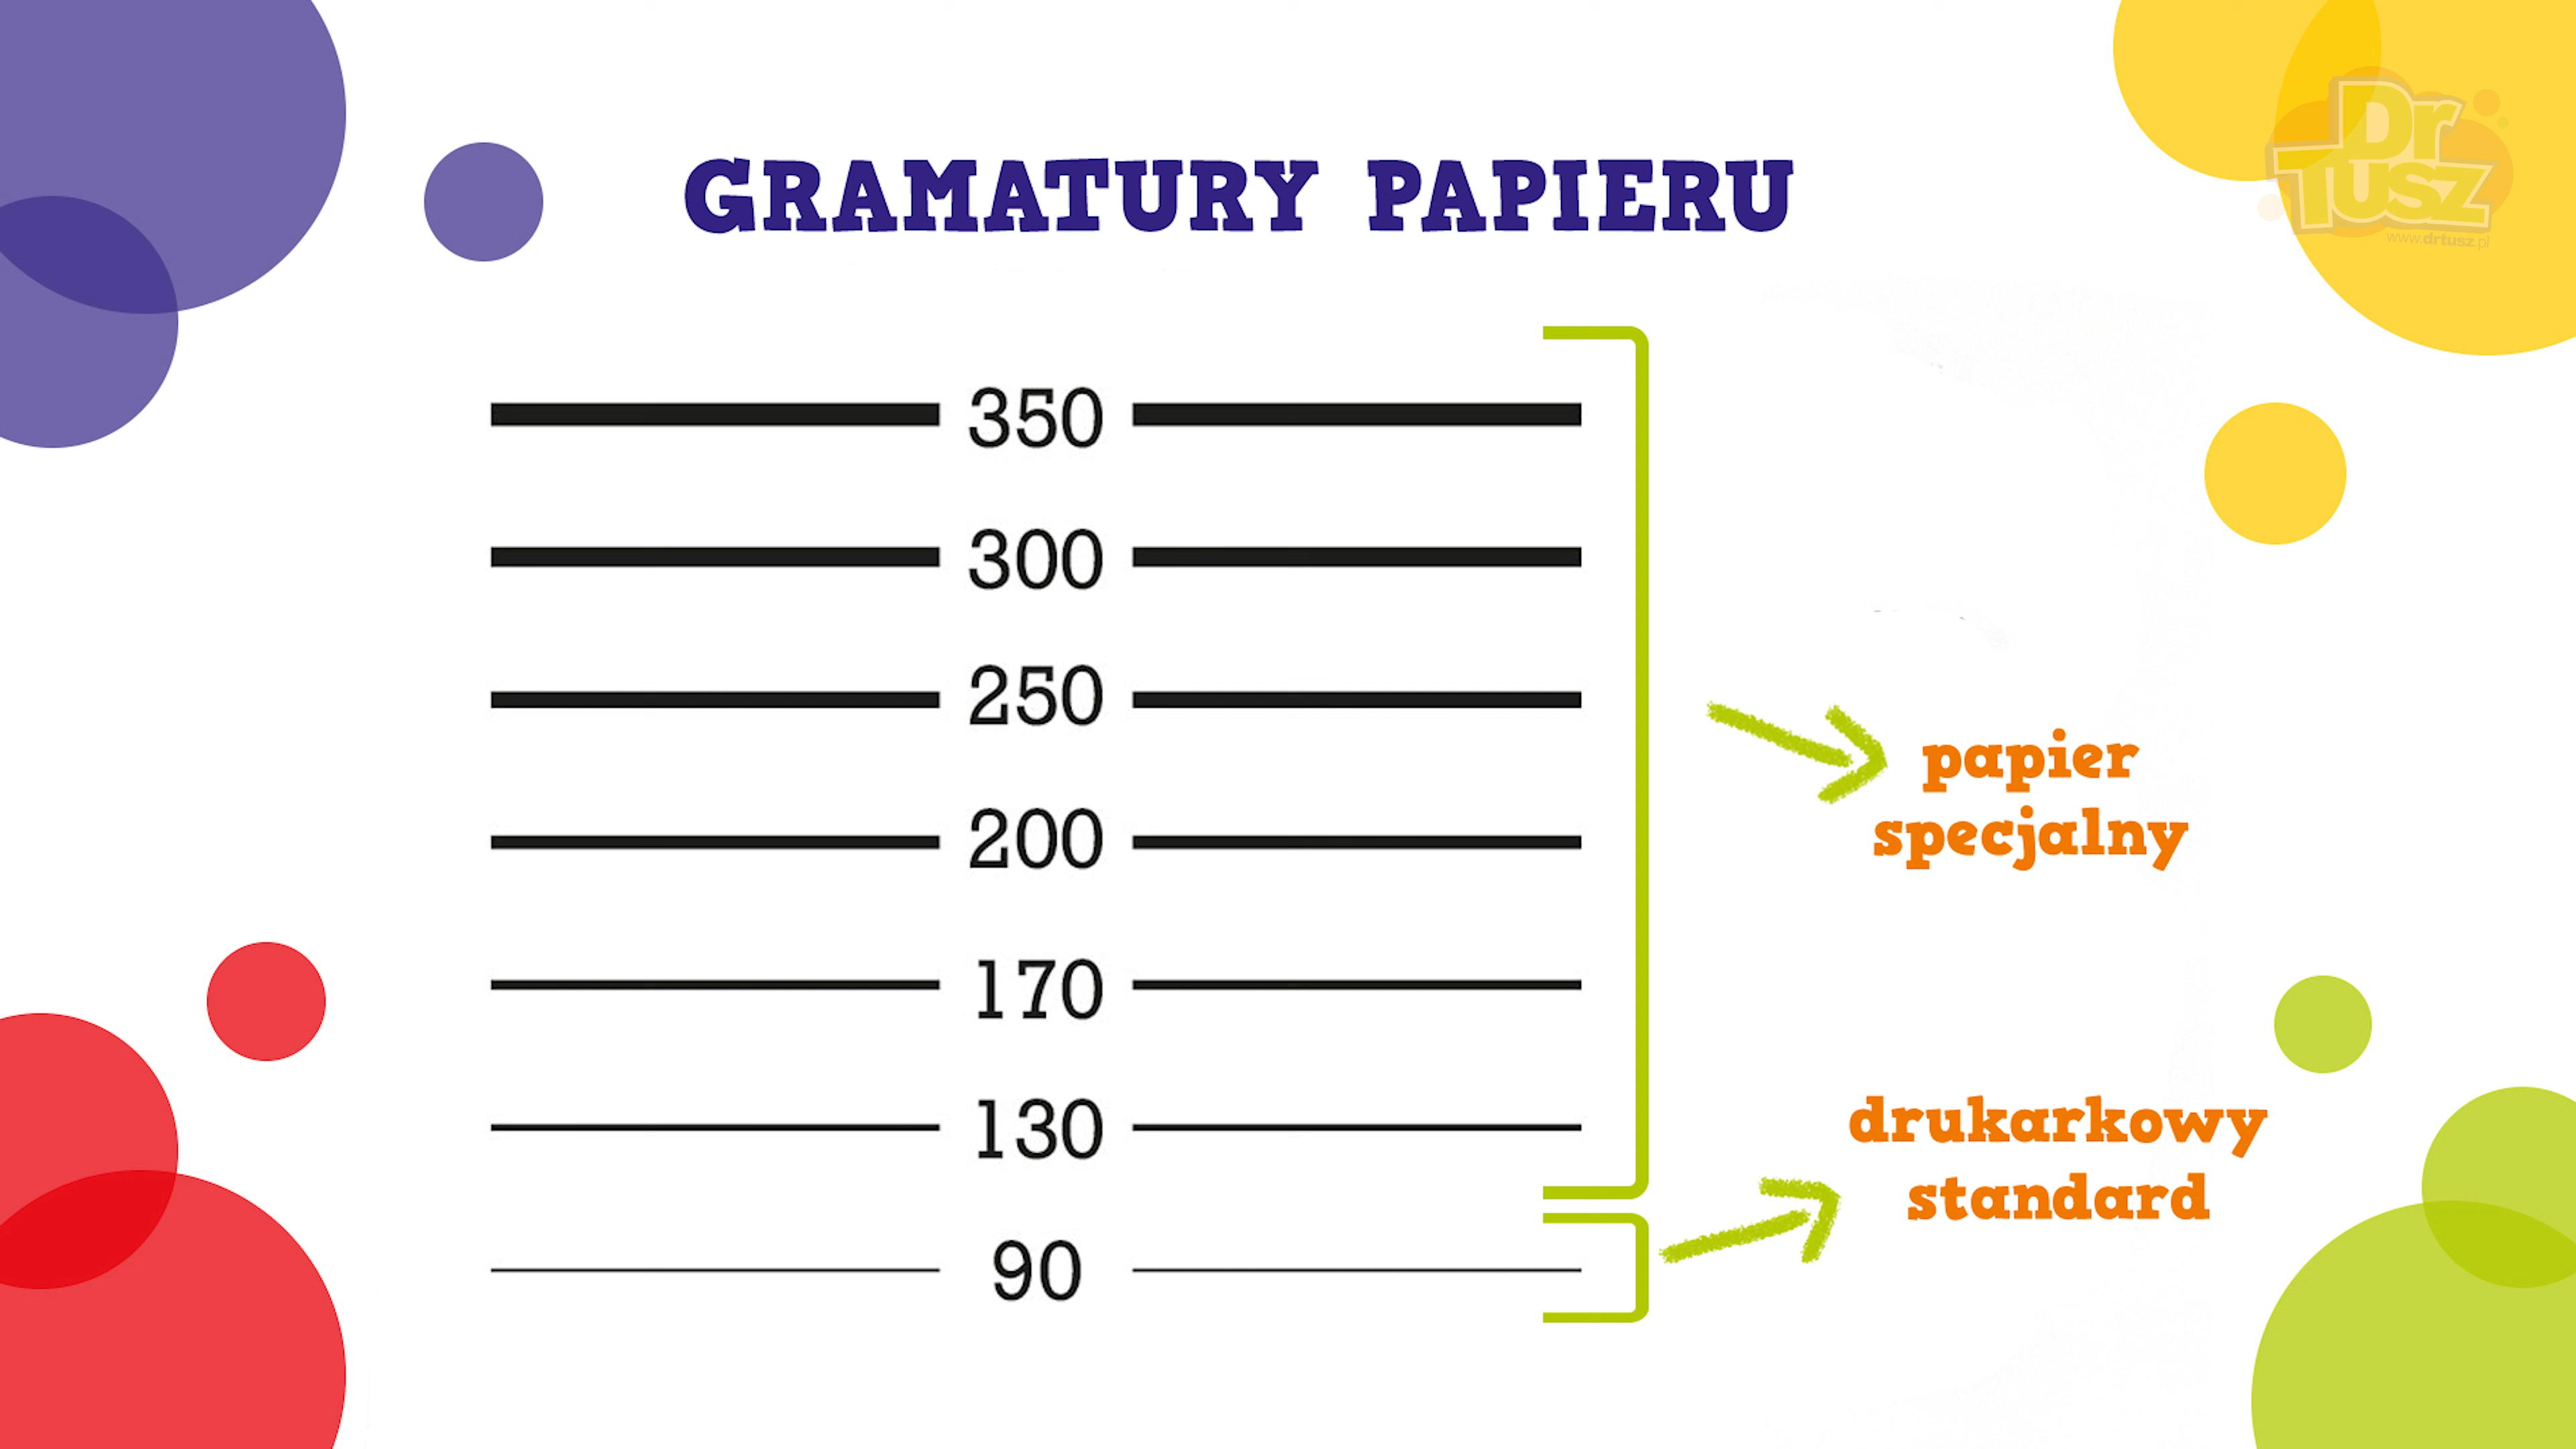 GRAMATURY PAPIERU
Dr
Tusz
www.drtusz.pl
350
300
250
200
170
130
90
papier
specjalny
drukarkowy
standard